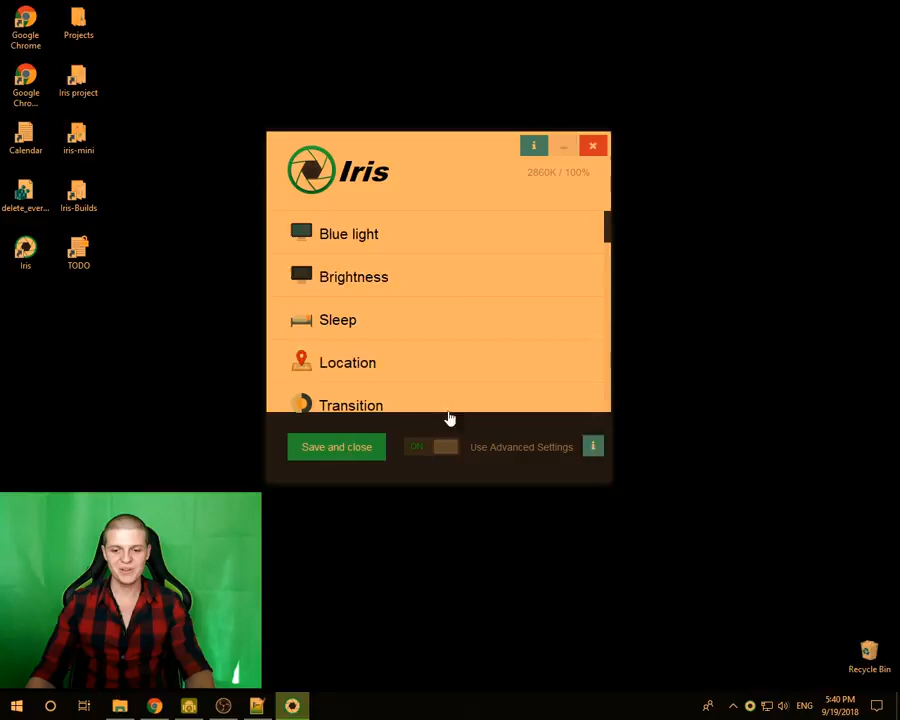 Google
Chrome
Projects
Google
Chro...
Iris project
Calendar
iris-mini
delete_ever...
Iris-Builds
Iris
TODO
Iris
2860K / 100%
Blue light
Brightness
Sleep
Location
Transition
Save and close
ON
Use Advanced Settings
Recycle Bin
ENG
5:40 PM
9/19/2018